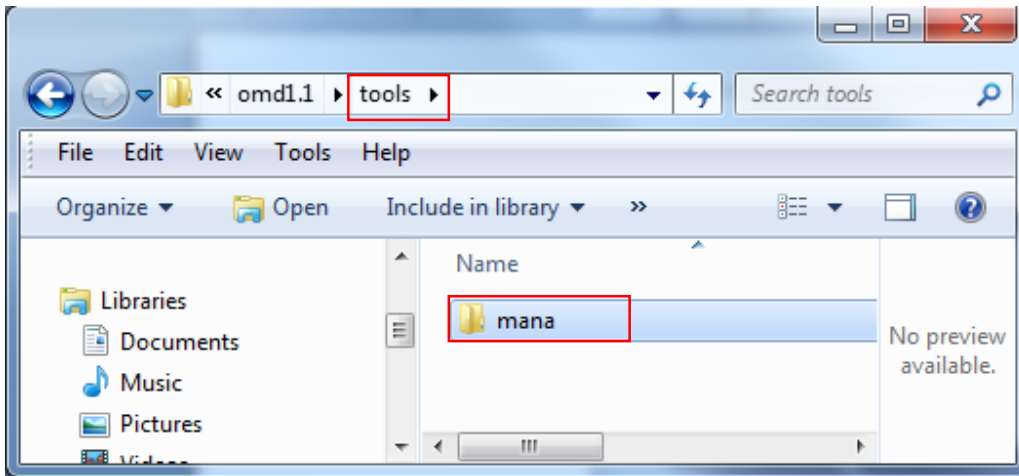 « omd1.1 tools Search tools
File Edit View Tools Help
Organize Open Include in library »
Name
Libraries
mana
Documents
No preview
available.
Music
Pictures
Videos